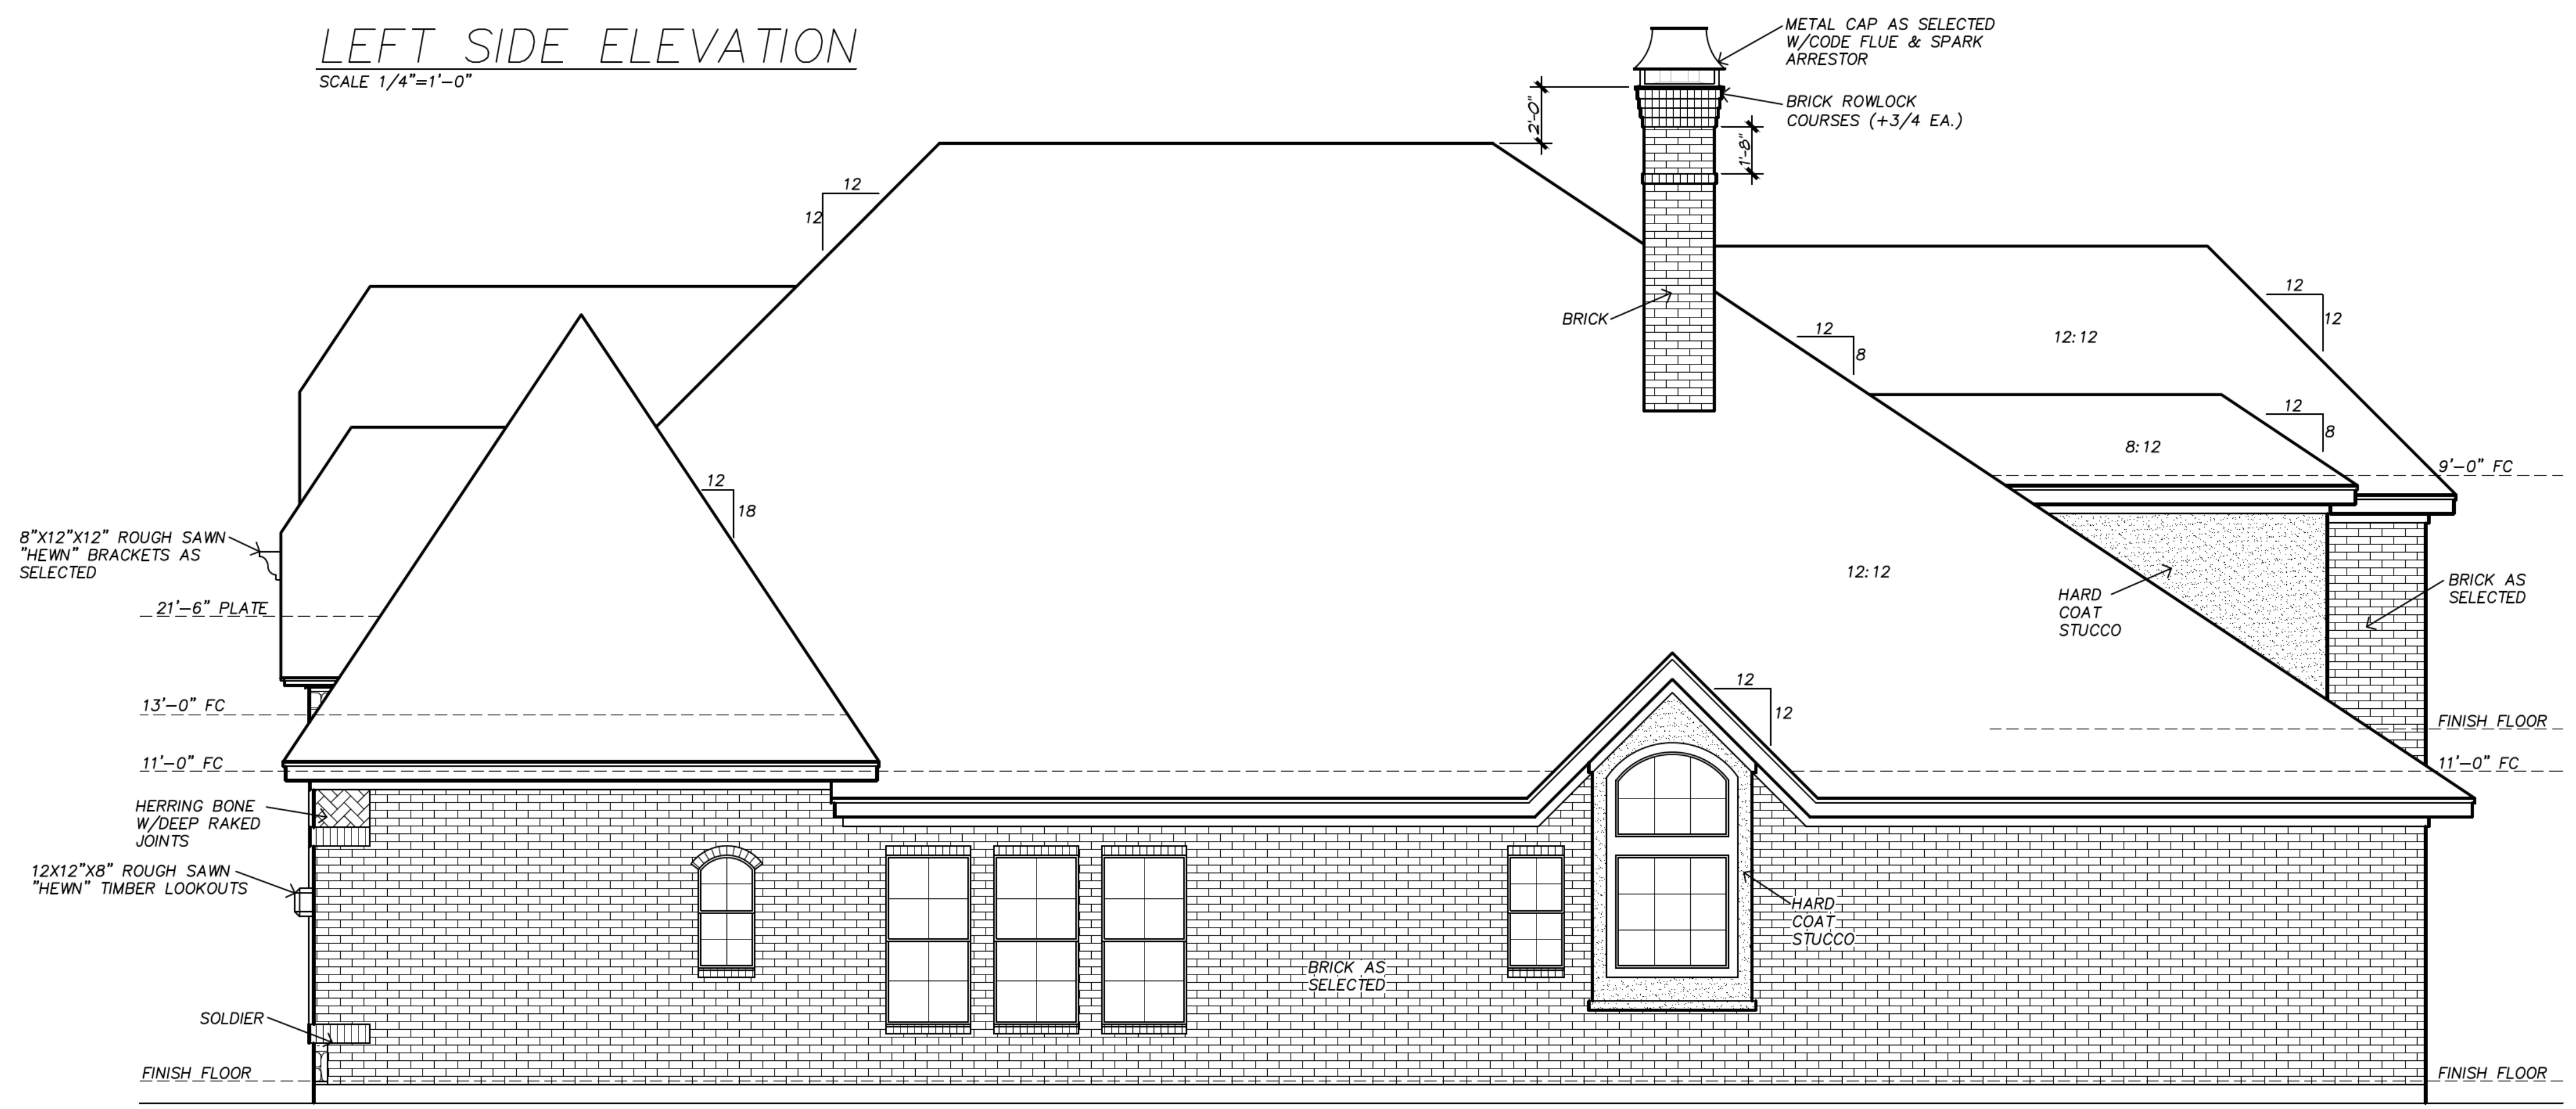 LEFT SIDE ELEVATION
SCALE 1/4"=1'-0"
METAL CAP AS SELECTED
W/CODE FLUE & SPARK
ARRESTOR
2'-0"
BRICK ROWLOCK
COURSES (+3/4 EA.)
1'-8"
12
12
BRICK
12
8
12:12
12
12
12
8
8:12
9'-0" FC
12
18
8"X12"X12" ROUGH SAWN
"HEWN" BRACKETS AS
SELECTED
21'-6" PLATE
12:12
HARD
COAT
STUCCO
BRICK AS
SELECTED
13'-0" FC
12
12
FINISH FLOOR
11'-0" FC
11'-0" FC
HERRING BONE
W/DEEP RAKED
JOINTS
12X12"X8" ROUGH SAWN
"HEWN" TIMBER LOOKOUTS
HARD
COAT
STUCCO
BRICK AS
SELECTED
SOLDIER
FINISH FLOOR
FINISH FLOOR